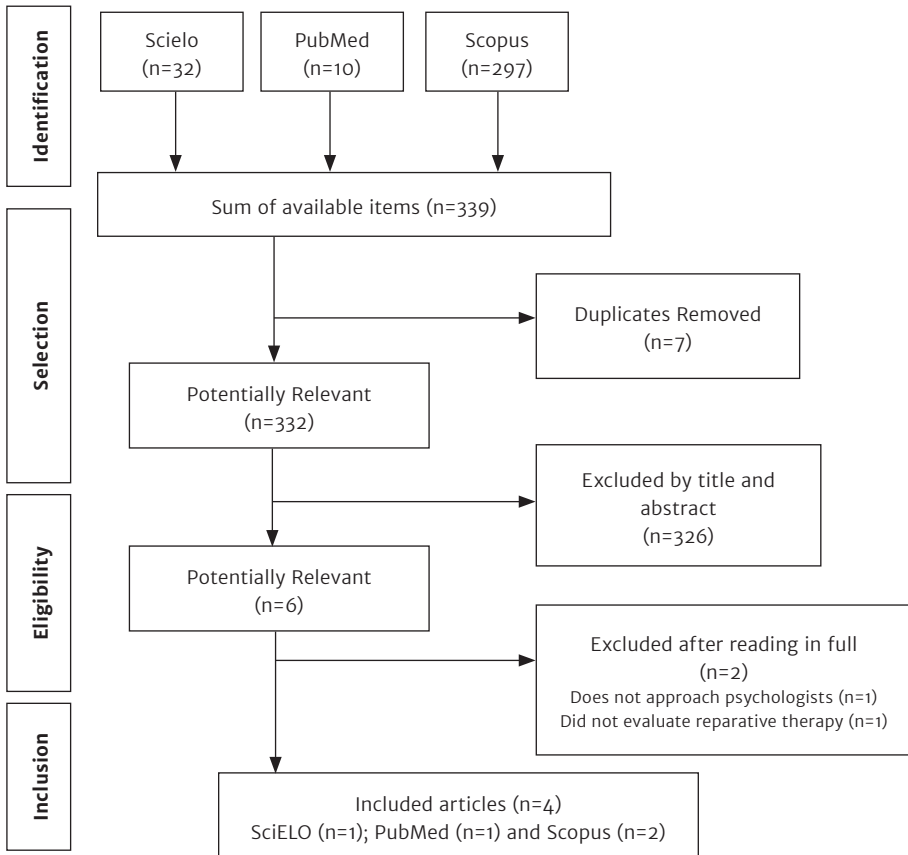 Identification
Scielo
(n=32)
PubMed
(n=10)
Scopus
(n=297)
Sum of available items (n=339)
Selection
Duplicates Removed
(n=7)
Potentially Relevant
(n=332)
Excluded by title and
abstract
(n=326)
Eligibility
Potentially Relevant
(n=6)
Excluded after reading in full
(n=2)
Does not approach psychologists (n=1)
Did not evaluate reparative therapy (n=1)
Inclusion
Included articles (n=4)
SciELO (n=1); PubMed (n=1) and Scopus (n=2)